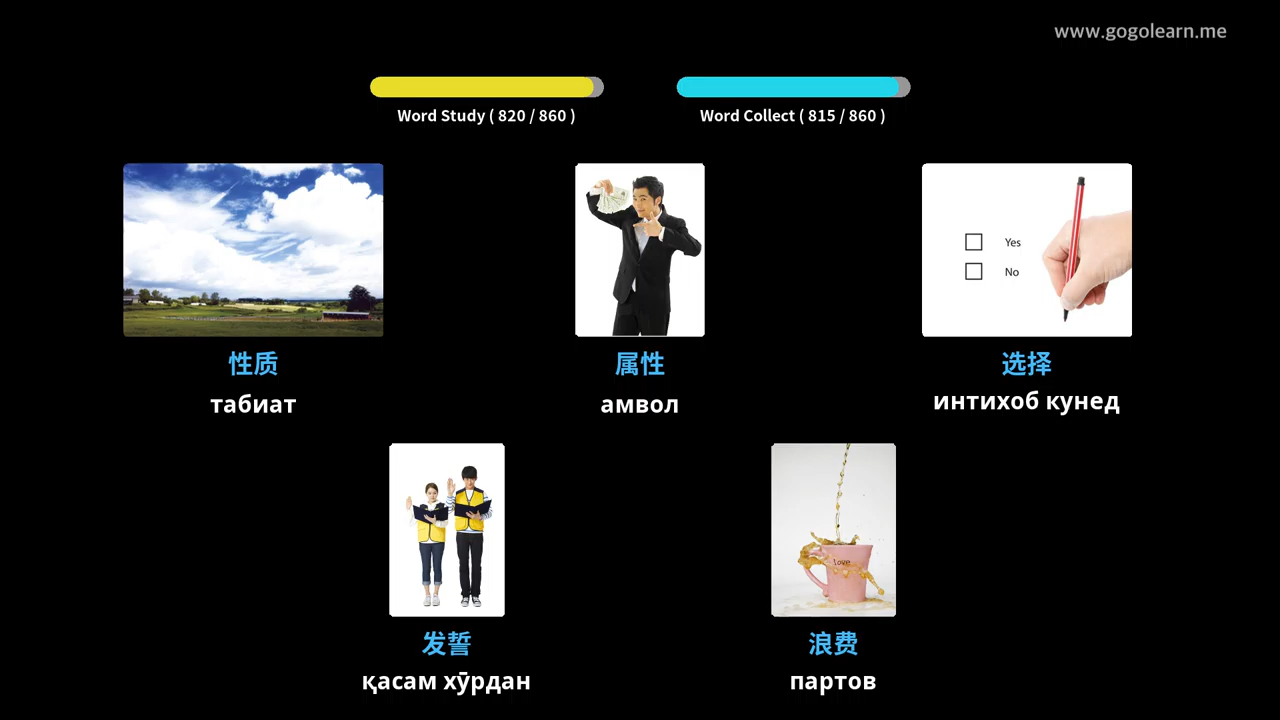 www.gogolearn.me
Word Study ( 820 / 860 )
Word Collect ( 815 / 860 )
Yes
No
性质
属性
选择
табиат
амвол
интихоб кунед
love
发誓
浪费
қасам хӯрдан
партов